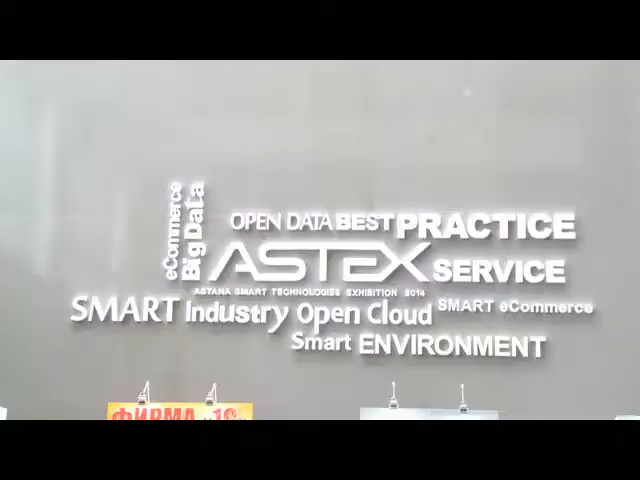 eCommerce
BigData
OPEN DATA BEST PRACTICE
ASTEX SERVICE
ASTANA SMART TECHNOLOGIES EXHIBITION 2014
SMART Industry Open Cloud SMART eCommerce
Smart ENVIRONMENT
ФИРМА «1С»